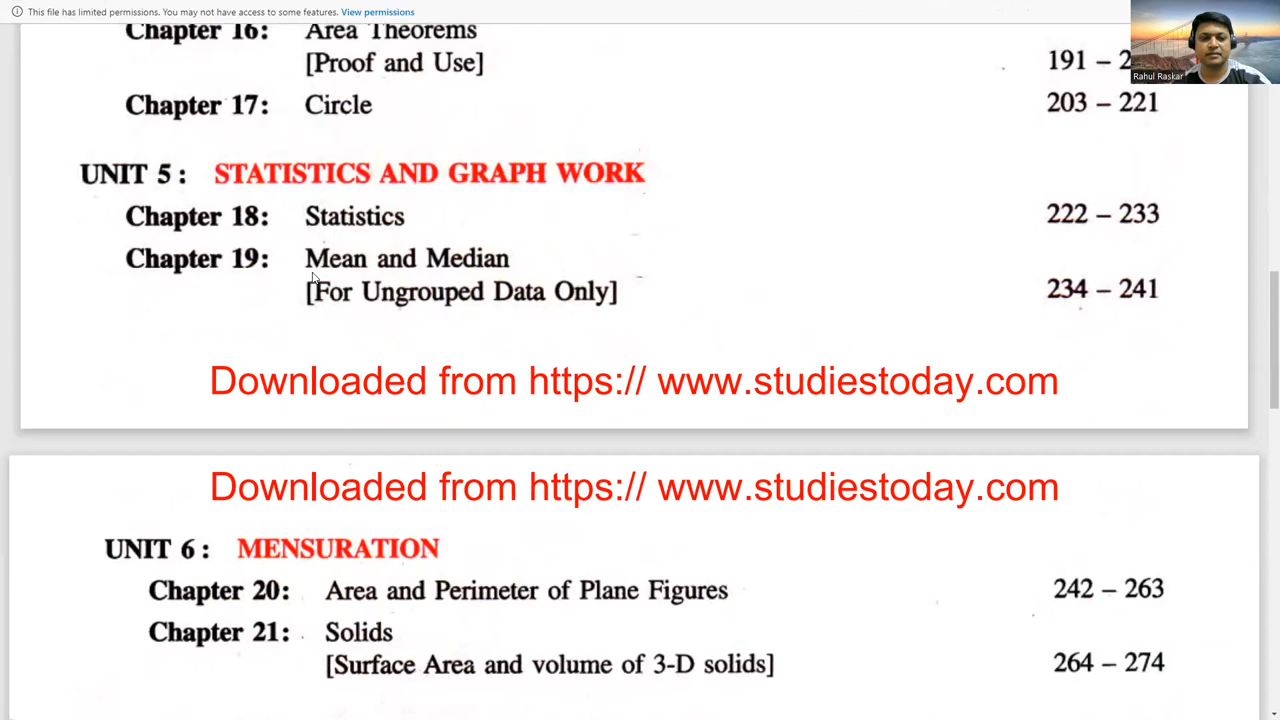 This file has limited permissions. You may not have access to some features. View permissions
Chapter 16: Area Theorems
[Proof and Use] 191 – 2
Rahul Raskar
Chapter 17: Circle 203 – 221
UNIT 5 : STATISTICS AND GRAPH WORK
Chapter 18: Statistics 222 – 233
Chapter 19: Mean and Median
[For Ungrouped Data Only] 234 – 241
Downloaded from https:// www.studiestoday.com
Downloaded from https:// www.studiestoday.com
UNIT 6 : MENSURATION
Chapter 20: Area and Perimeter of Plane Figures 242 – 263
Chapter 21: Solids
[Surface Area and volume of 3-D solids] 264 – 274